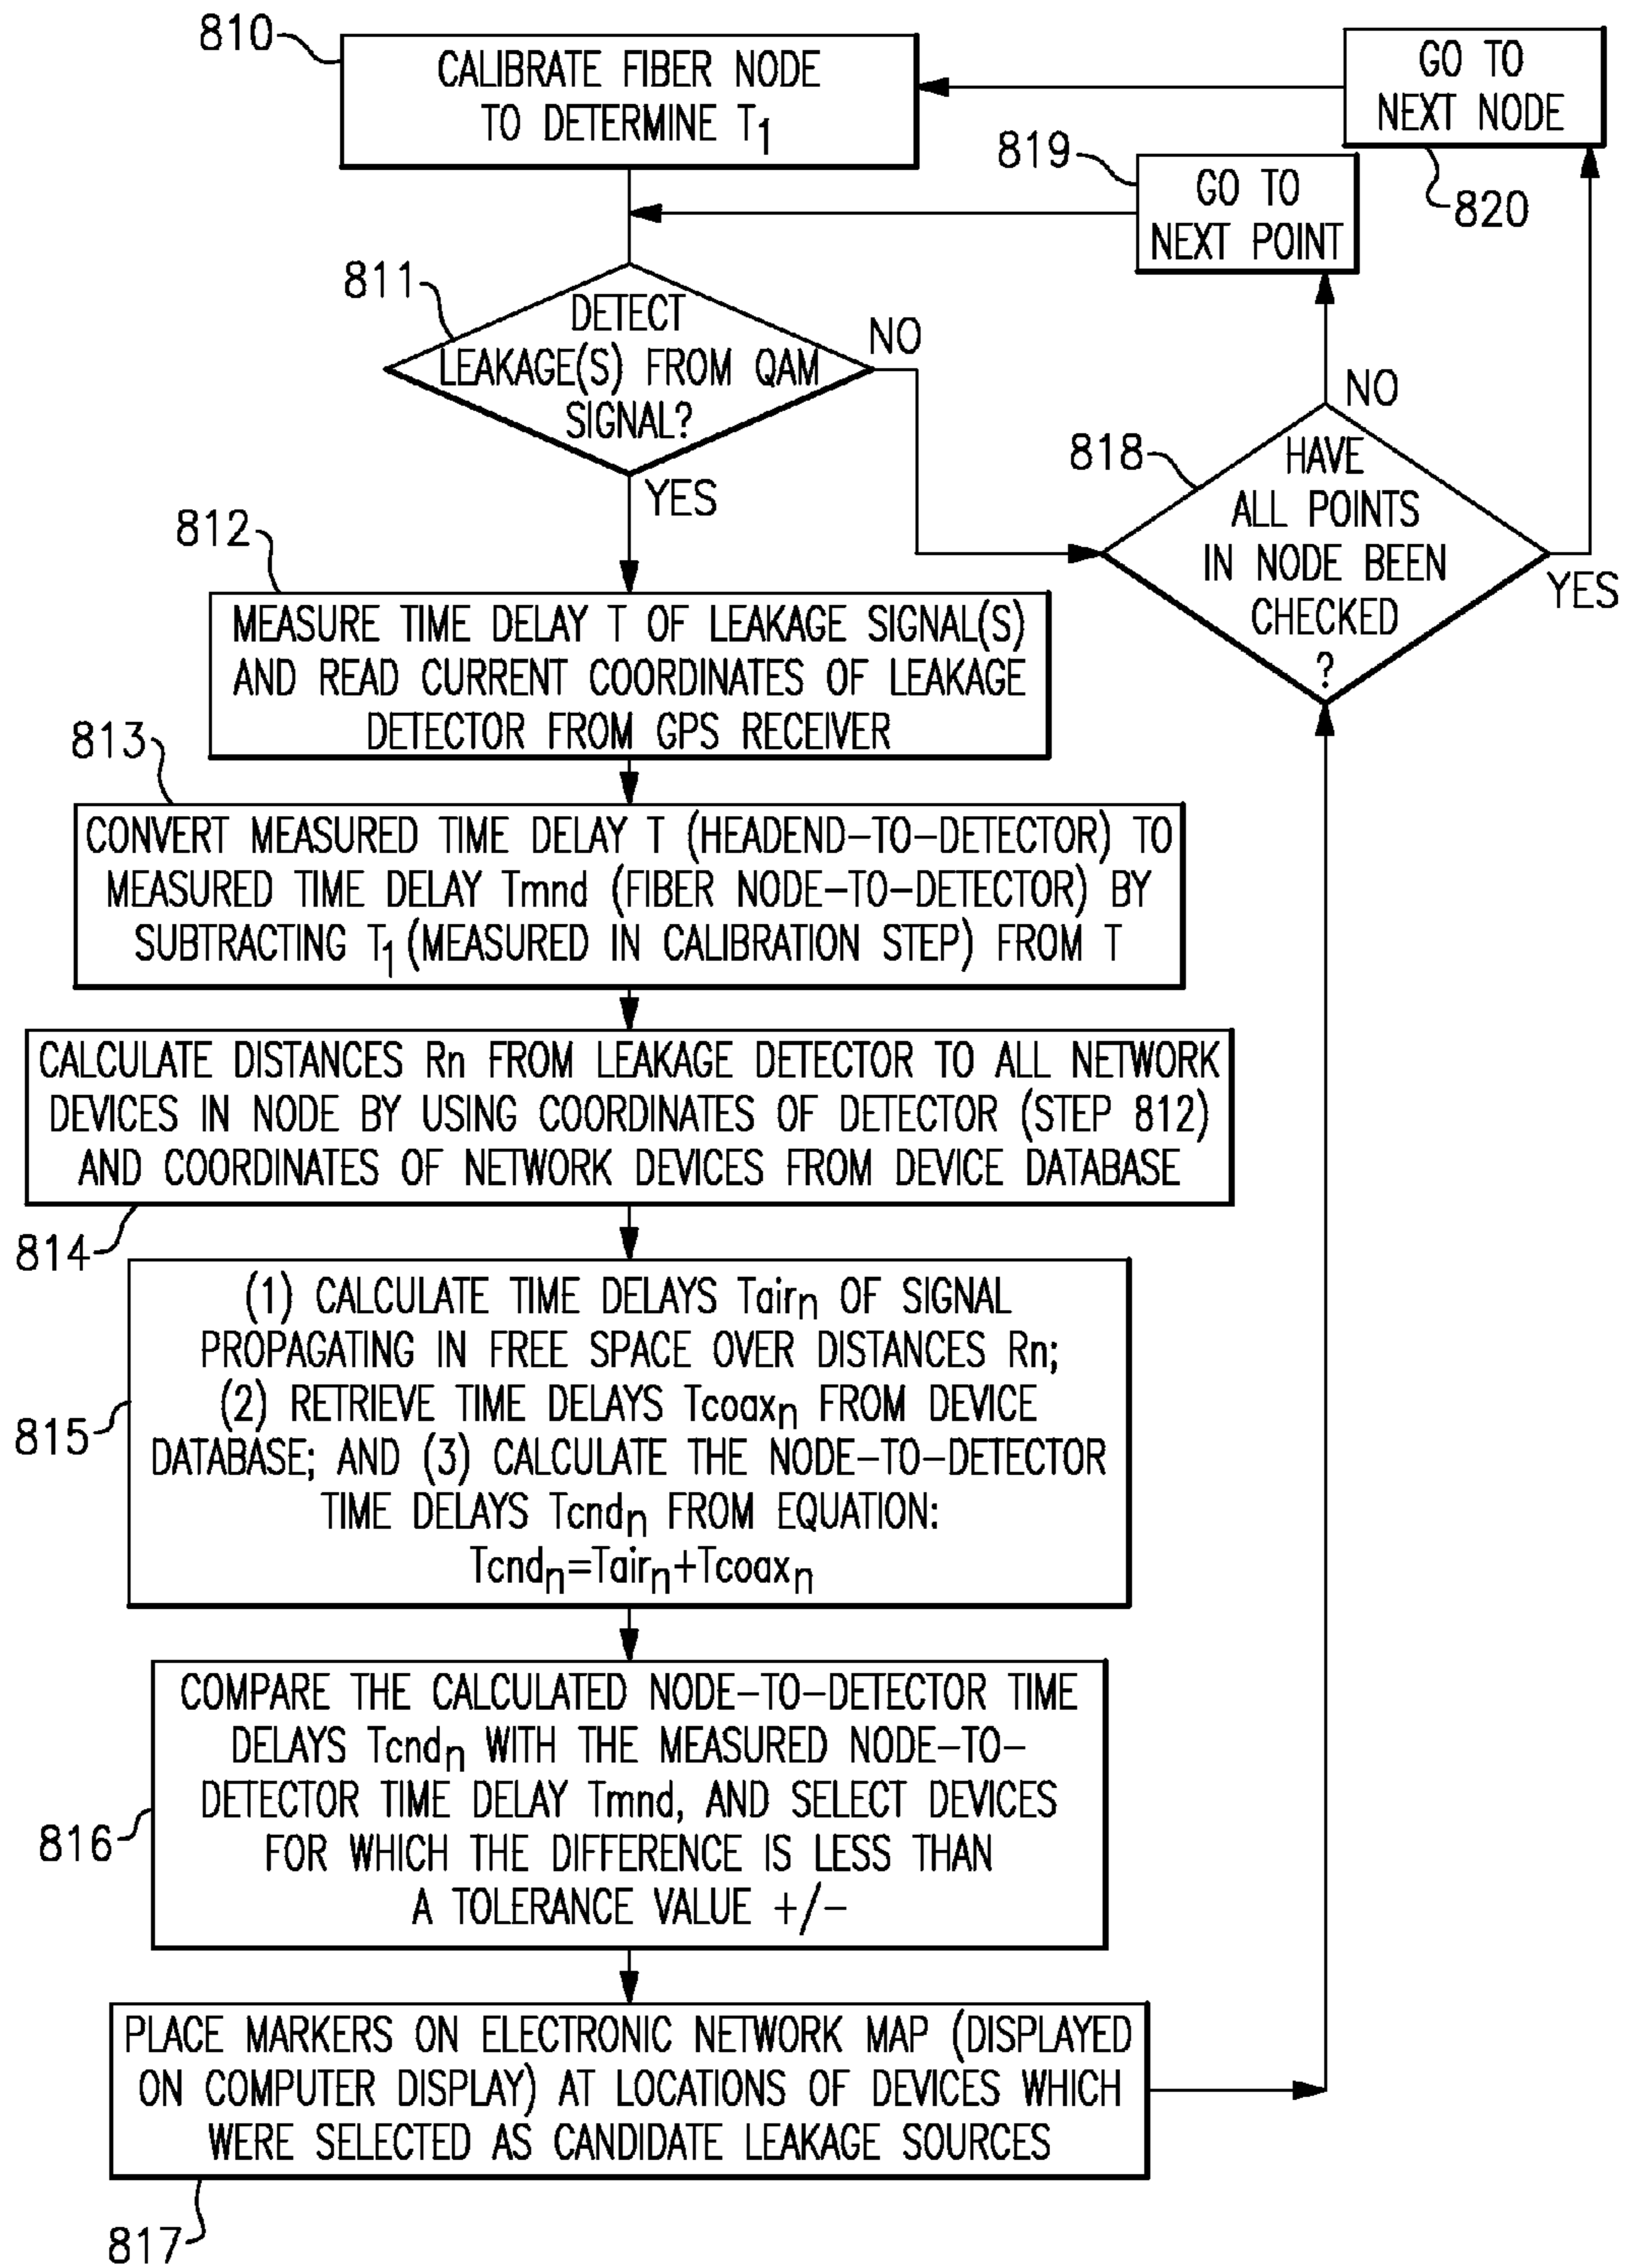 810
CALIBRATE FIBER NODE
TO DETERMINE T1
GO TO
NEXT NODE
820
819
GO TO
NEXT POINT
811
DETECT
LEAKAGE(S) FROM QAM
SIGNAL?
NO
YES
818
NO
HAVE
ALL POINTS
IN NODE BEEN
CHECKED
?
YES
812
MEASURE TIME DELAY T OF LEAKAGE SIGNAL(S)
AND READ CURRENT COORDINATES OF LEAKAGE
DETECTOR FROM GPS RECEIVER
813
CONVERT MEASURED TIME DELAY T (HEADEND-TO-DETECTOR) TO
MEASURED TIME DELAY Tmnd (FIBER NODE-TO-DETECTOR) BY
SUBTRACTING T1 (MEASURED IN CALIBRATION STEP) FROM T
CALCULATE DISTANCES Rn FROM LEAKAGE DETECTOR TO ALL NETWORK
DEVICES IN NODE BY USING COORDINATES OF DETECTOR (STEP 812)
AND COORDINATES OF NETWORK DEVICES FROM DEVICE DATABASE
814
(1) CALCULATE TIME DELAYS Tairn OF SIGNAL
PROPAGATING IN FREE SPACE OVER DISTANCES Rn;
(2) RETRIEVE TIME DELAYS Tcoaxn FROM DEVICE
DATABASE; AND (3) CALCULATE THE NODE-TO-DETECTOR
TIME DELAYS Tcndn FROM EQUATION:
Tcndn=Tairn+Tcoaxn
815
COMPARE THE CALCULATED NODE-TO-DETECTOR TIME
DELAYS Tcndn WITH THE MEASURED NODE-TO-
DETECTOR TIME DELAY Tmnd, AND SELECT DEVICES
FOR WHICH THE DIFFERENCE IS LESS THAN
A TOLERANCE VALUE +/-
816
PLACE MARKERS ON ELECTRONIC NETWORK MAP (DISPLAYED
ON COMPUTER DISPLAY) AT LOCATIONS OF DEVICES WHICH
WERE SELECTED AS CANDIDATE LEAKAGE SOURCES
817